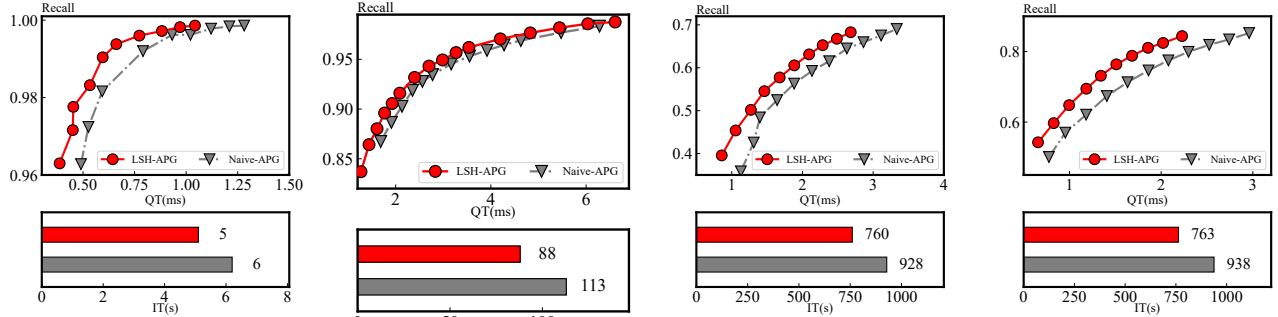 Recall
1.00
0.98
0.96
LSH-APG
Naive-APG
0.50
0.75
1.00
1.25
1.50
QT(ms)
5
6
0
2
4
6
8
IT(s)
Recall
0.95
0.90
0.85
LSH-APG
Naive-APG
2
4
6
QT(ms)
88
113
Recall
0.7
0.6
0.5
0.4
LSH-APG
Naive-APG
1
2
3
4
QT(ms)
760
928
0
250
500
750
1000
IT(s)
Recall
0.8
0.6
LSH-APG
Naive-APG
1
2
3
QT(ms)
763
938
0
250
500
750
1000
IT(s)